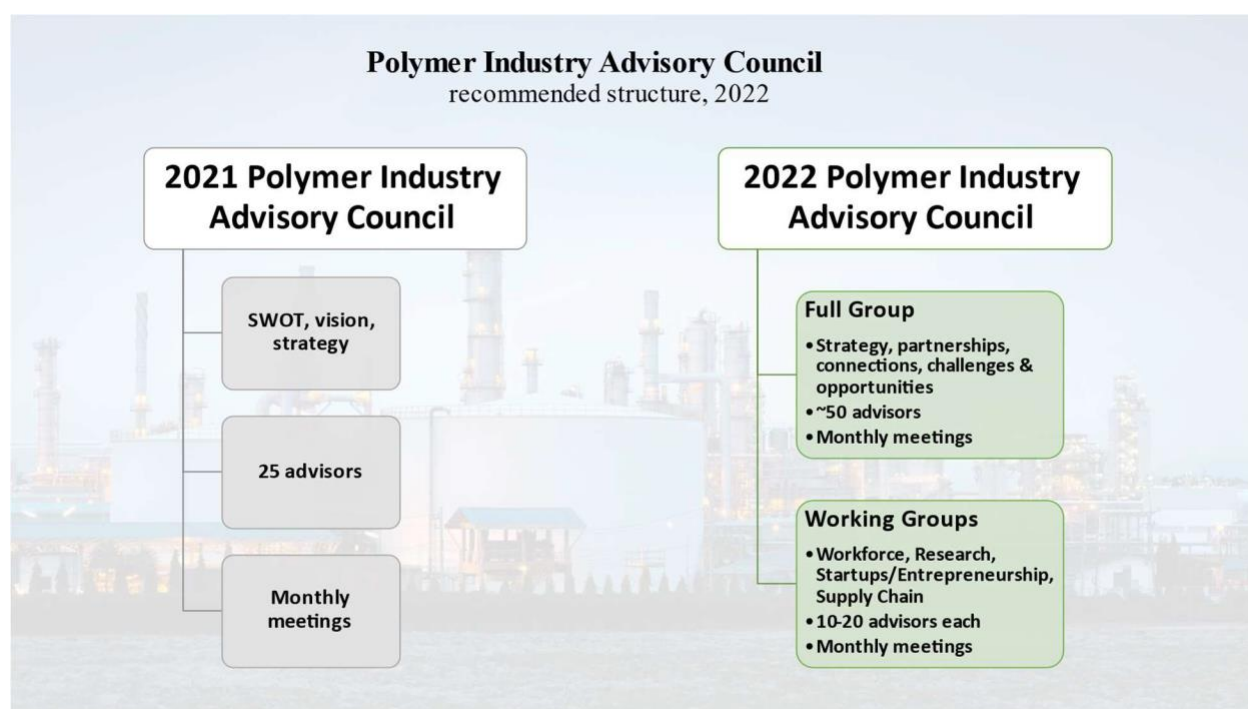 Polymer Industry Advisory Council
recommended structure, 2022
2021 Polymer Industry
Advisory Council
SWOT, vision,
strategy
25 advisors
Monthly
meetings
2022 Polymer Industry
Advisory Council
Full Group
•Strategy, partnerships,
connections, challenges &
opportunities
•~50 advisors
•Monthly meetings
Working Groups
•Workforce, Research,
Startups/Entrepreneurship,
Supply Chain
•10-20 advisors each
•Monthly meetings